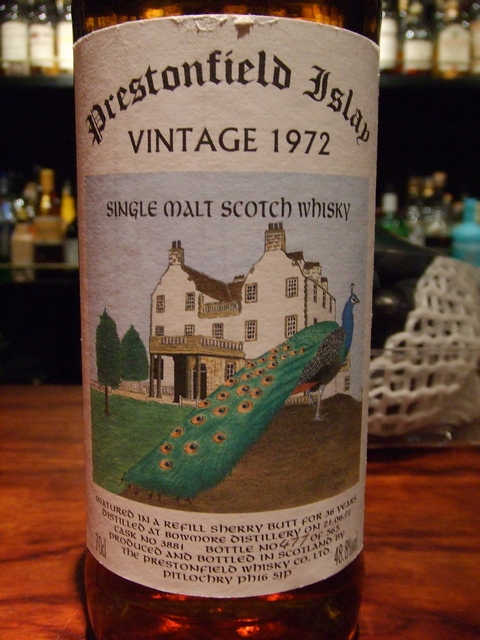 Prestonfield Islay
VINTAGE 1972
SINGLE MALT SCOTCH WHISKY
MATURED IN A REFILL SHERRY BUTT FOR 36 YEARS
DISTILLED AT BOWMORE DISTILLERY ON 21.06.72
CASK NO 3881 BOTTLE NO 477 OF 563
PRODUCED AND BOTTLED IN SCOTLAND BY
70cl THE PRESTONFIELD WHISKY CO. LTD. 48.8%
PITLOCHRY PH16 5JP